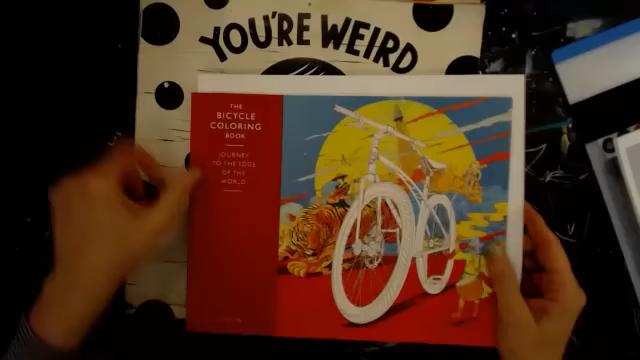 YOU'RE WEIRD
THE
BICYCLE
COLORING
BOOK
JOURNEY
TO THE EDGE
OF THE
WORLD